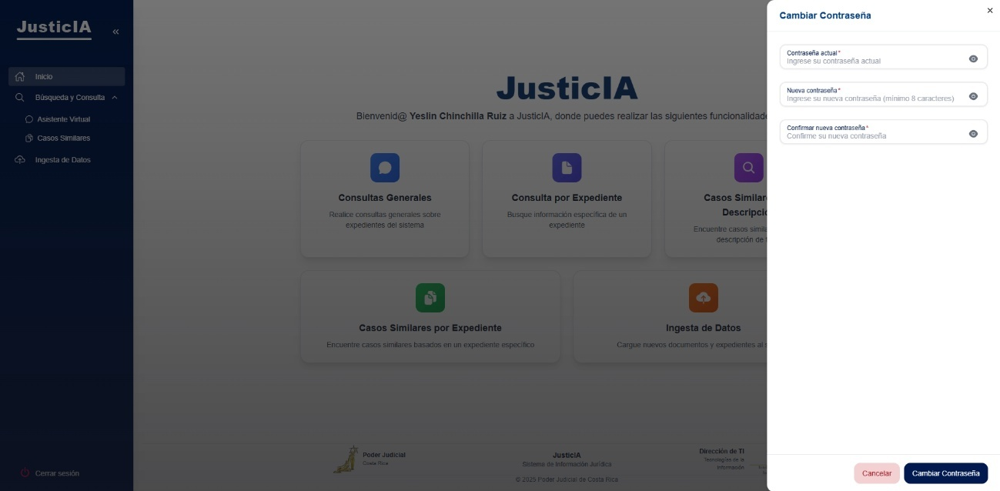 JusticIA
Inicio
Búsqueda y Consulta
Asistente Virtual
Casos Similares
Ingesta de Datos
Cerrar sesión
JusticIA
Bienvenid@ Yeslin Chinchilla Ruiz a JusticIA, donde puedes realizar las siguientes funcionalidade
Consultas Generales
Realice consultas generales sobre
expedientes del sistema
Consulta por Expediente
Busque información específica de un
expediente
Casos Similar
Descripci
Encuentre casos simila
descripción de
Casos Similares por Expediente
Encuentre casos similares basados en un expediente específico
Ingesta de Datos
Cargue nuevos documentos y expedientes al s
Poder Judicial
Costa Rica
JusticIA
Sistema de Información Jurídica
© 2025 Poder Judicial de Costa Rica
Dirección de TI
Tecnologías de la
Información
Cambiar Contraseña
Contraseña actual*
Ingrese su contraseña actual
Nueva contraseña*
Ingrese su nueva contraseña (mínimo 8 caracteres)
Confirmar nueva contraseña*
Confirme su nueva contraseña
Cancelar
Cambiar Contraseña